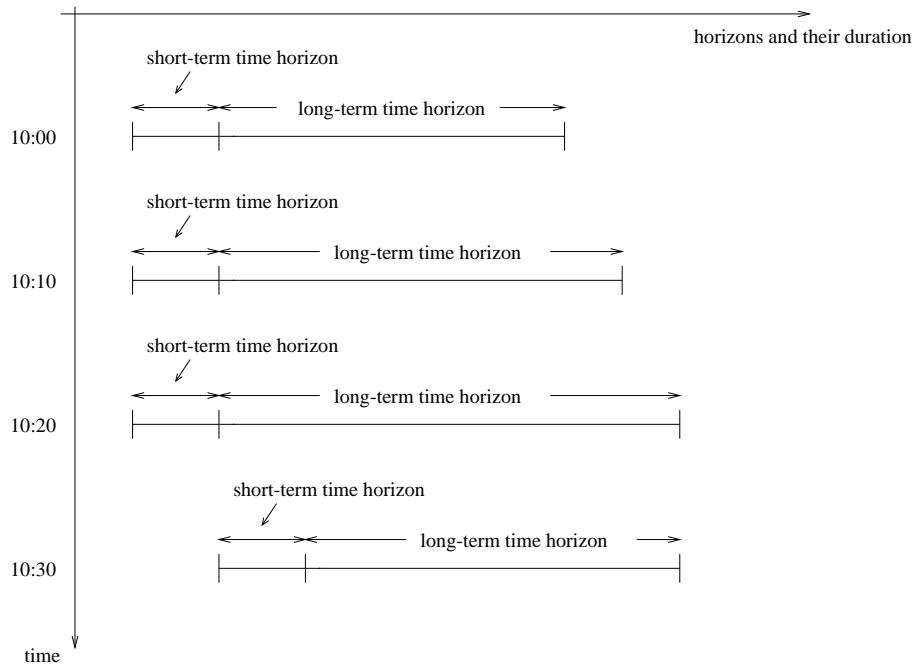 horizons and their duration
short-term time horizon
long-term time horizon
10:00
short-term time horizon
long-term time horizon
10:10
short-term time horizon
long-term time horizon
10:20
short-term time horizon
long-term time horizon
10:30
time